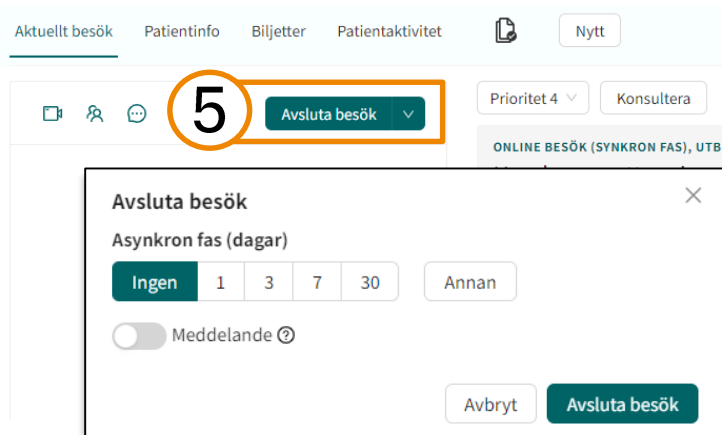 Aktuellt besök Patientinfo Biljetter Patientaktivitet Nytt
5 Avsluta besök
Prioritet 4 Konsultera
ONLINE BESÖK (SYNKRON FAS), UTB
Avsluta besök
Asynkron fas (dagar)
Ingen 1 3 7 30 Annan
Meddelande
Avbryt Avsluta besök